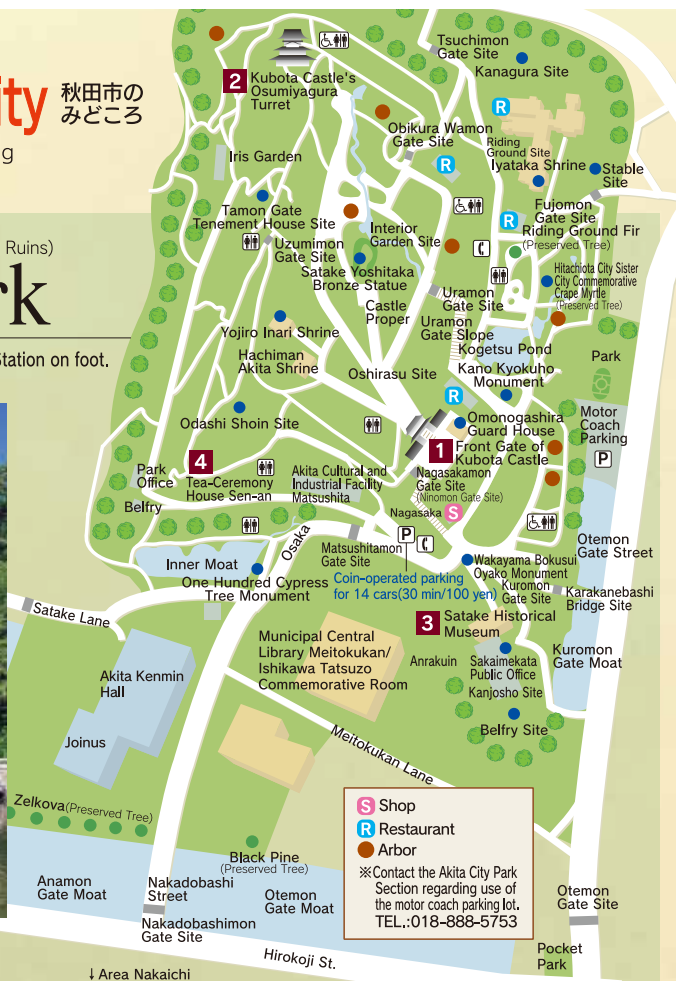 ity
秋田市の
みどころ
g
Ruins)
rk
Station on foot.
2
Kubota Castle's
Osumiyagura
Turret
Tsuchimon
Gate Site
Kanagura Site
R
Obikura Wamon
Gate Site
R
Riding
Ground Site
Iyataka Shrine
Stable
Site
Iris Garden
Tamon Gate
Tenement House Site
Uzumimon
Gate Site
Interior
Garden Site
R
Fujomon
Gate Site
Riding Ground Fir
(Preserved Tree)
Satake Yoshitaka
Bronze Statue
Hitachiota City Sister
City Commemorative
Crape Myrtle
(Preserved Tree)
Castle
Proper
Uramon
Gate Site
Uramon
Gate Slope
Yojiro Inari Shrine
Hachiman
Akita Shrine
Kogetsu Pond
Oshirasu Site
Kano Kyokuho
Monument
Park
R
Odashi Shoin Site
Omonogashira
Guard House
Motor
Coach
Parking
P
1
Front Gate of
Kubota Castle
4
Tea-Ceremony
House Sen-an
Park
Office
Belfry
Akita Cultural and
Industrial Facility
Matsushita
Nagasakamon
Gate Site
(Ninomon Gate Site)
Nagasaka
S
P
Osaka
Matsushitamon
Gate Site
Otemon
Gate Street
Inner Moat
One Hundred Cypress
Tree Monument
Coin-operated parking
for 14 cars(30 min/100 yen)
Wakayama Bokusui
Oyako Monument
Kuromon
Gate Site
Karakanebashi
Bridge Site
Satake Lane
3
Satake Historical
Museum
Municipal Central
Library Meitokukan/
Ishikawa Tatsuzo
Commemorative Room
Anrakuin
Sakaimekata
Public Office
Kanjosho Site
Kuromon
Gate Moat
Akita Kenmin
Hall
Joinus
Belfry Site
Meitokukan Lane
Zelkova(Preserved Tree)
S Shop
R Restaurant
Arbor
※Contact the Akita City Park
Section regarding use of
the motor coach parking lot.
TEL.:018-888-5753
Black Pine
(Preserved Tree)
Anamon
Gate Moat
Nakadobashi
Street
Nakadobashimon
Gate Site
Otemon
Gate Moat
Otemon
Gate Site
Pocket
Park
Hirokoji St.
↓Area Nakaichi